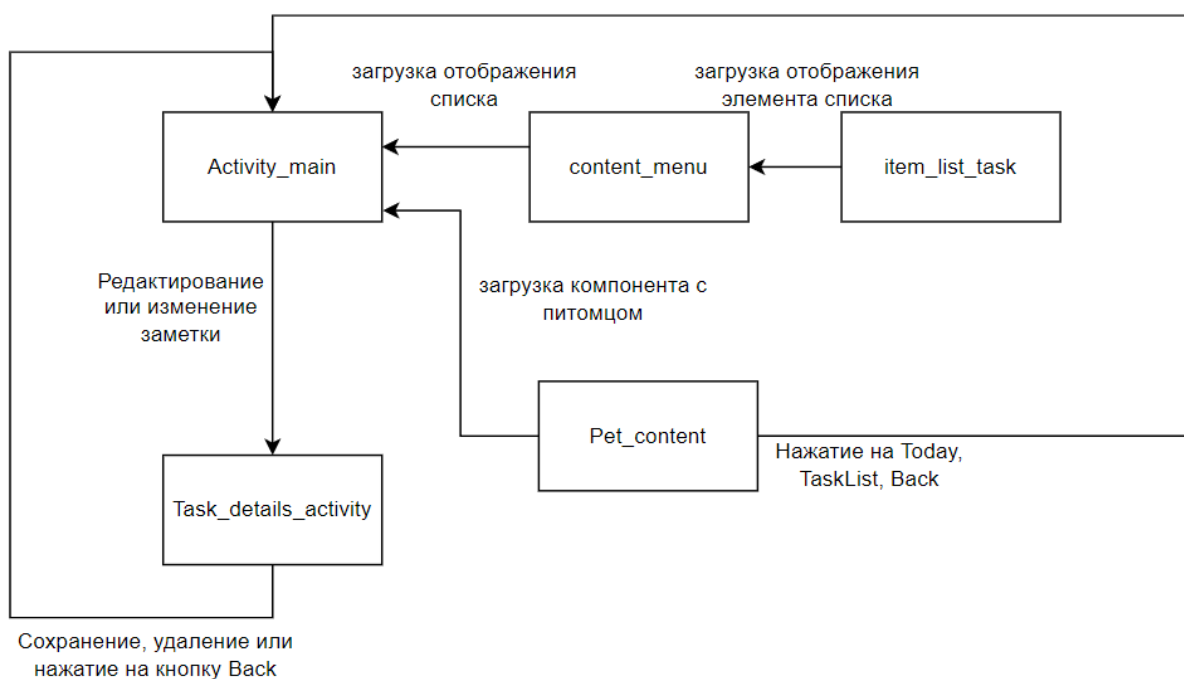 загрузка отображения
списка
загрузка отображения
элемента списка
Activity_main
content_menu
item_list_task
Редактирование
или изменение
заметки
загрузка компонента с
питомцом
Pet_content
Нажатие на Today,
TaskList, Back
Task_details_activity
Сохранение, удаление или
нажатие на кнопку Back